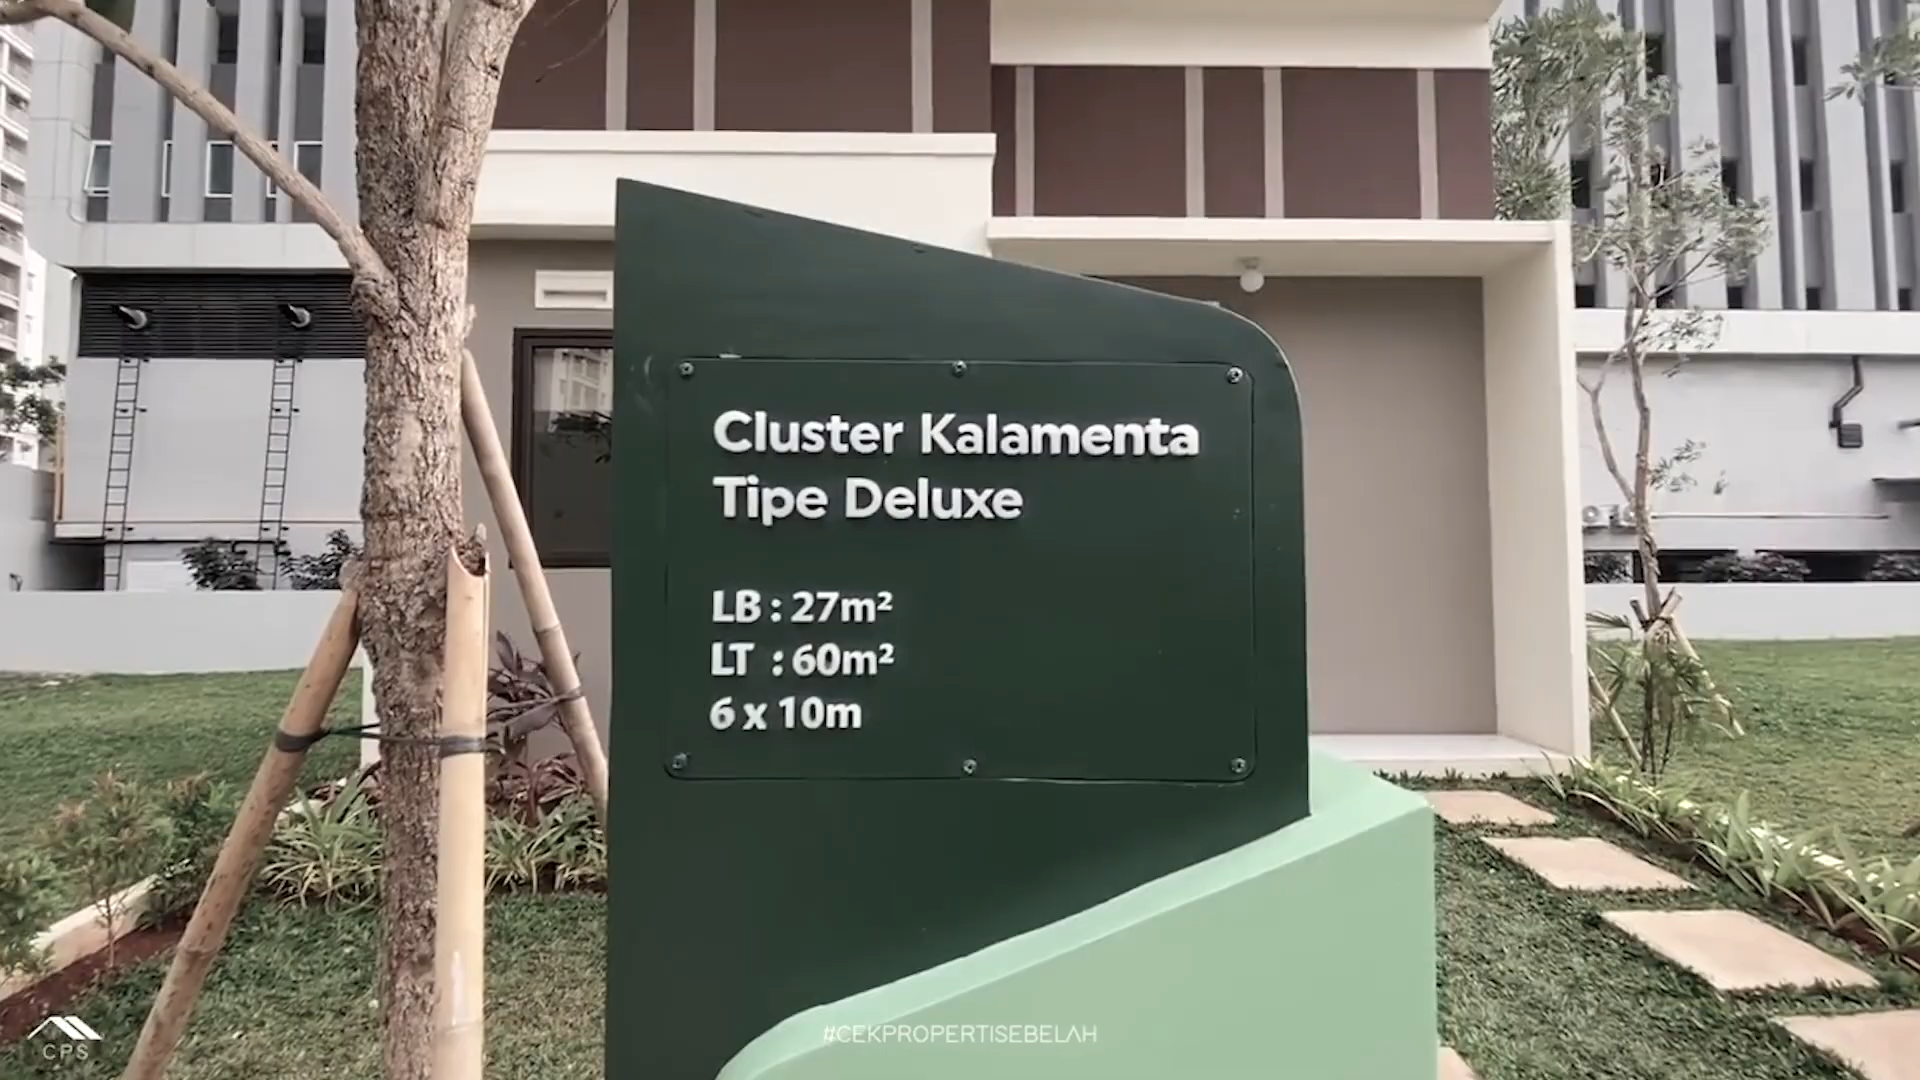 Cluster Kalamenta
Tipe Deluxe
LB : 27m²
LT : 60m²
6 x 10m
#CEKPROPERTISEBELAH
CPS